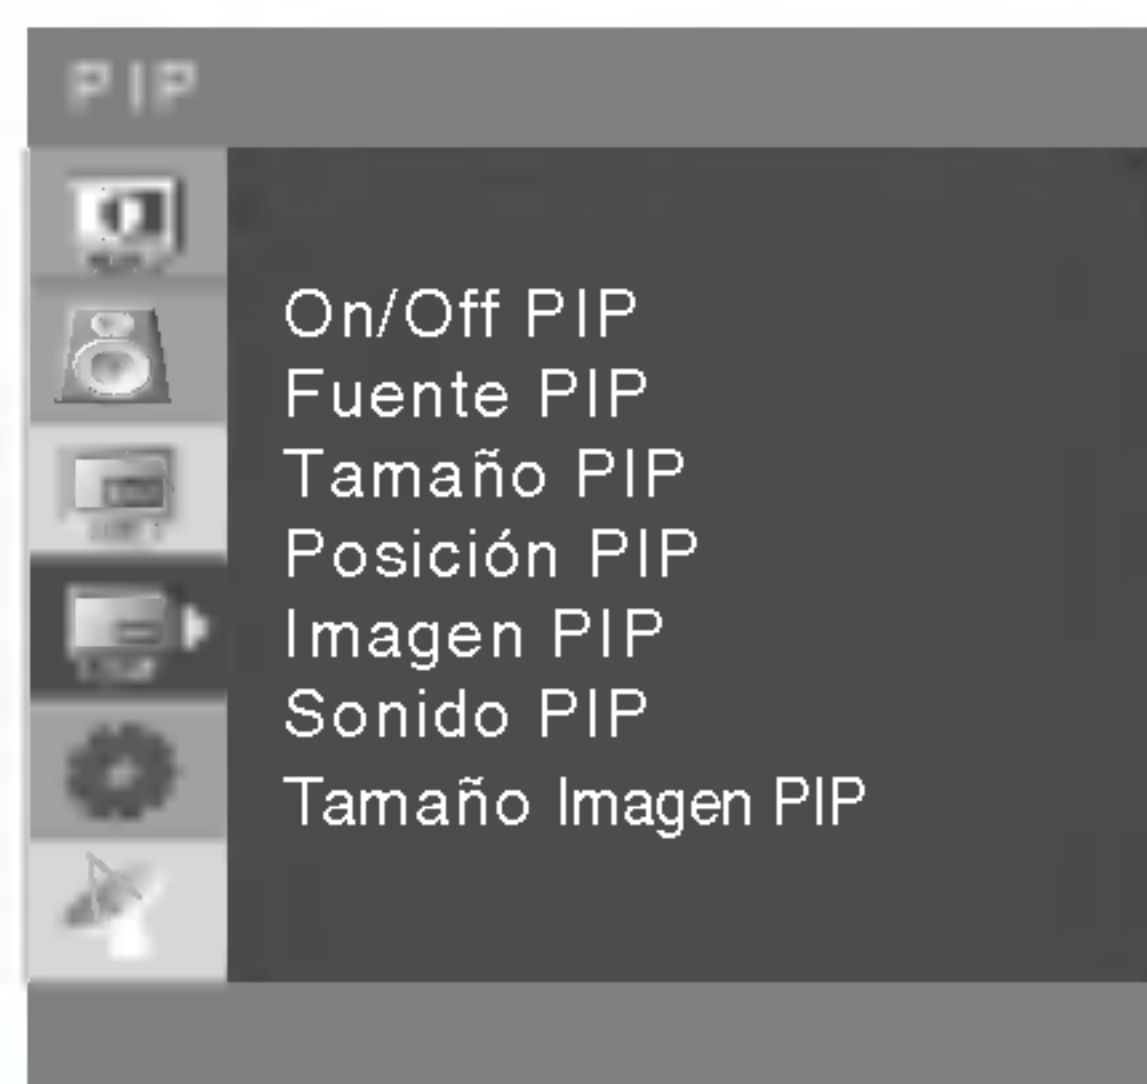 PIP
On/Off PIP
Fuente PIP
Tamaño PIP
Posición PIP
Imagen PIP
Sonido PIP
Tamaño Imagen PIP